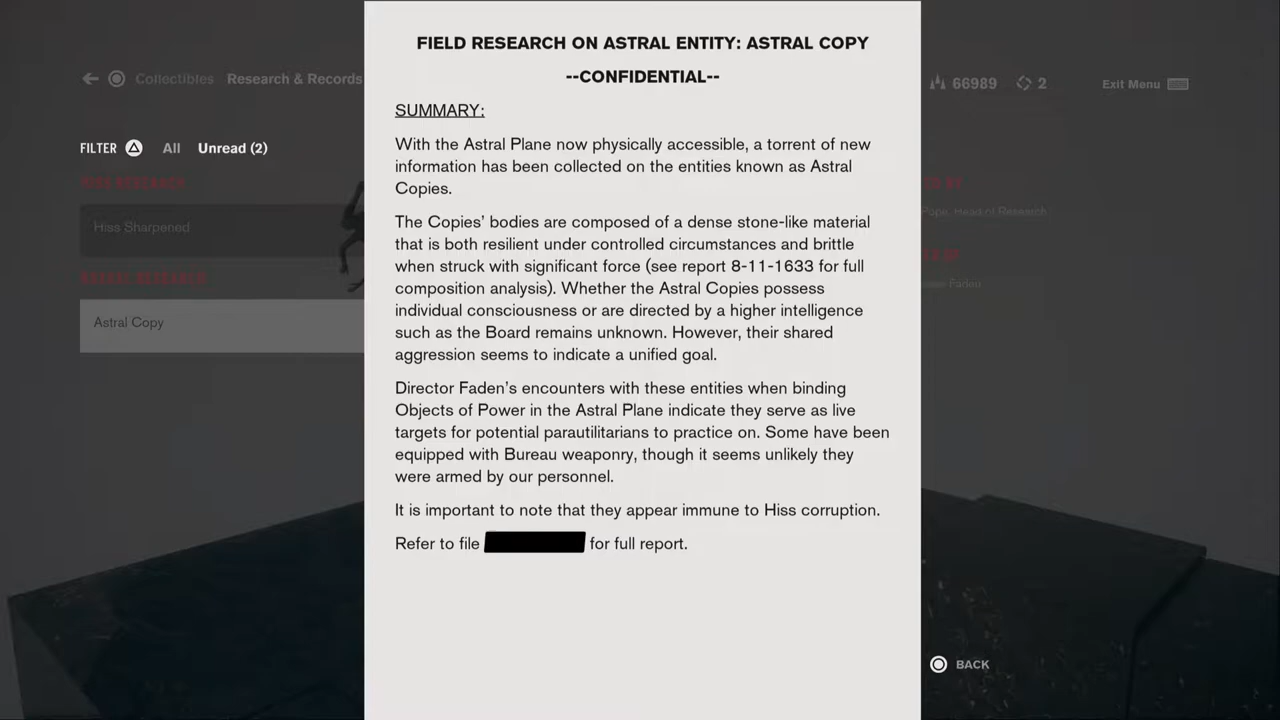 FIELD RESEARCH ON ASTRAL ENTITY: ASTRAL COPY
--CONFIDENTIAL--
Collectibles Research & Records
66989 2
Exit Menu
SUMMARY:
FILTER All Unread (2)
With the Astral Plane now physically accessible, a torrent of new
information has been collected on the entities known as Astral
Copies.
Hiss Sharpened
Astral Copy
The Copies' bodies are composed of a dense stone-like material
that is both resilient under controlled circumstances and brittle
when struck with significant force (see report 8-11-1633 for full
composition analysis). Whether the Astral Copies possess
individual consciousness or are directed by a higher intelligence
such as the Board remains unknown. However, their shared
aggression seems to indicate a unified goal.
Director Faden's encounters with these entities when binding
Objects of Power in the Astral Plane indicate they serve as live
targets for potential parautilitarians to practice on. Some have been
equipped with Bureau weaponry, though it seems unlikely they
were armed by our personnel.
It is important to note that they appear immune to Hiss corruption.
Refer to file for full report.
Pope, Head of Research
Faden
BACK